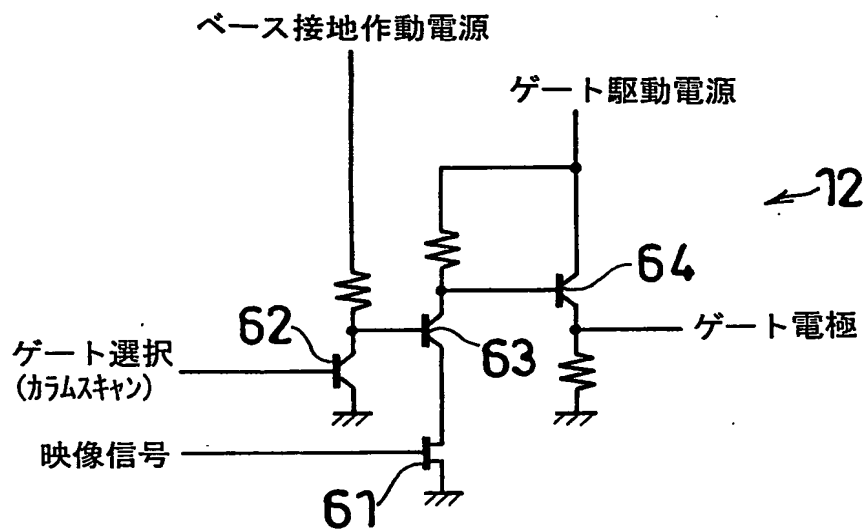 ベース接地作動電源
ゲート駆動電源
12
64
62
ゲート電極
ゲート選択
(カラムスキャン)
63
映像信号
61